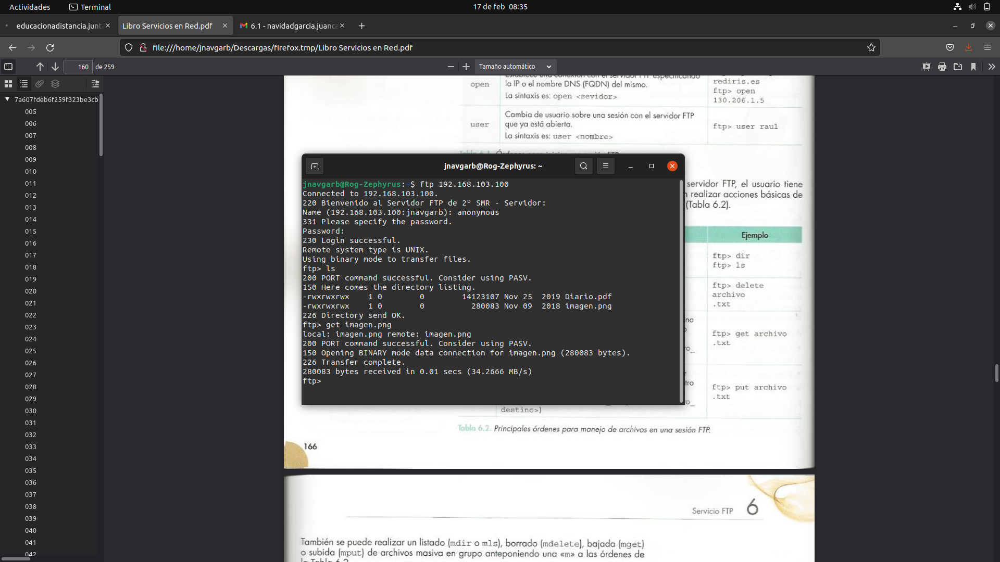 Actividades
Terminal
17 de feb 08:35
educacionadistancia.junt
Libro Servicios en Red.pdf
6.1 - navidadgarcia.juanca
file:///home/jnavgarb/Descargas/firefox.tmp/Libro Servicios en Red.pdf
160
de 259
Tamaño automático
7a607fdeb6f259f323be3cb
005
006
007
008
009
010
011
012
013
014
015
016
017
018
019
020
021
022
023
024
025
026
027
028
029
030
031
032
033
034
035
036
037
038
039
040
041
042
open
Establece una conexión con el servidor FTP especificando
la IP o el nombre DNS (FQDN) del mismo.
La sintaxis es: open <sevidor>
rediris.es
ftp> open
130.206.1.5
user
Cambia de usuario sobre una sesión con el servidor FTP
que ya está abierta.
La sintaxis es: user <nombre>
ftp> user raul
jnavgarb@Rog-Zephyrus: ~
jnavgarb@Rog-Zephyrus:~$ ftp 192.168.103.100
Connected to 192.168.103.100.
220 Bienvenido al Servidor FTP de 2º SMR - Servidor:
Name (192.168.103.100:jnavgarb): anonymous
331 Please specify the password.
Password:
230 Login successful.
Remote system type is UNIX.
Using binary mode to transfer files.
ftp> ls
200 PORT command successful. Consider using PASV.
150 Here comes the directory listing.
-rwxrwxrwx    1 0        0        14123107 Nov 25  2019 Diario.pdf
-rwxrwxrwx    1 0        0          280083 Nov 09  2018 imagen.png
226 Directory send OK.
ftp> get imagen.png
local: imagen.png remote: imagen.png
200 PORT command successful. Consider using PASV.
150 Opening BINARY mode data connection for imagen.png (280083 bytes).
226 Transfer complete.
280083 bytes received in 0.01 secs (34.2666 MB/s)
ftp>
servidor FTP, el usuario tiene
realizar acciones básicas de
(Tabla 6.2).
Ejemplo
ftp> dir
ftp> ls
ftp> delete
archivo
.txt
na
ftp> get archivo
.txt
tro
ftp> put archivo
.txt
destino>]
Tabla 6.2. Principales órdenes para manejo de archivos en una sesión FTP.
166
Servicio FTP 6
También se puede realizar un listado (mdir o mls), borrado (mdelete), bajada (mget)
o subida (mput) de archivos masiva en grupo anteponiendo una «m» a las órdenes de
la Tabla 6.2